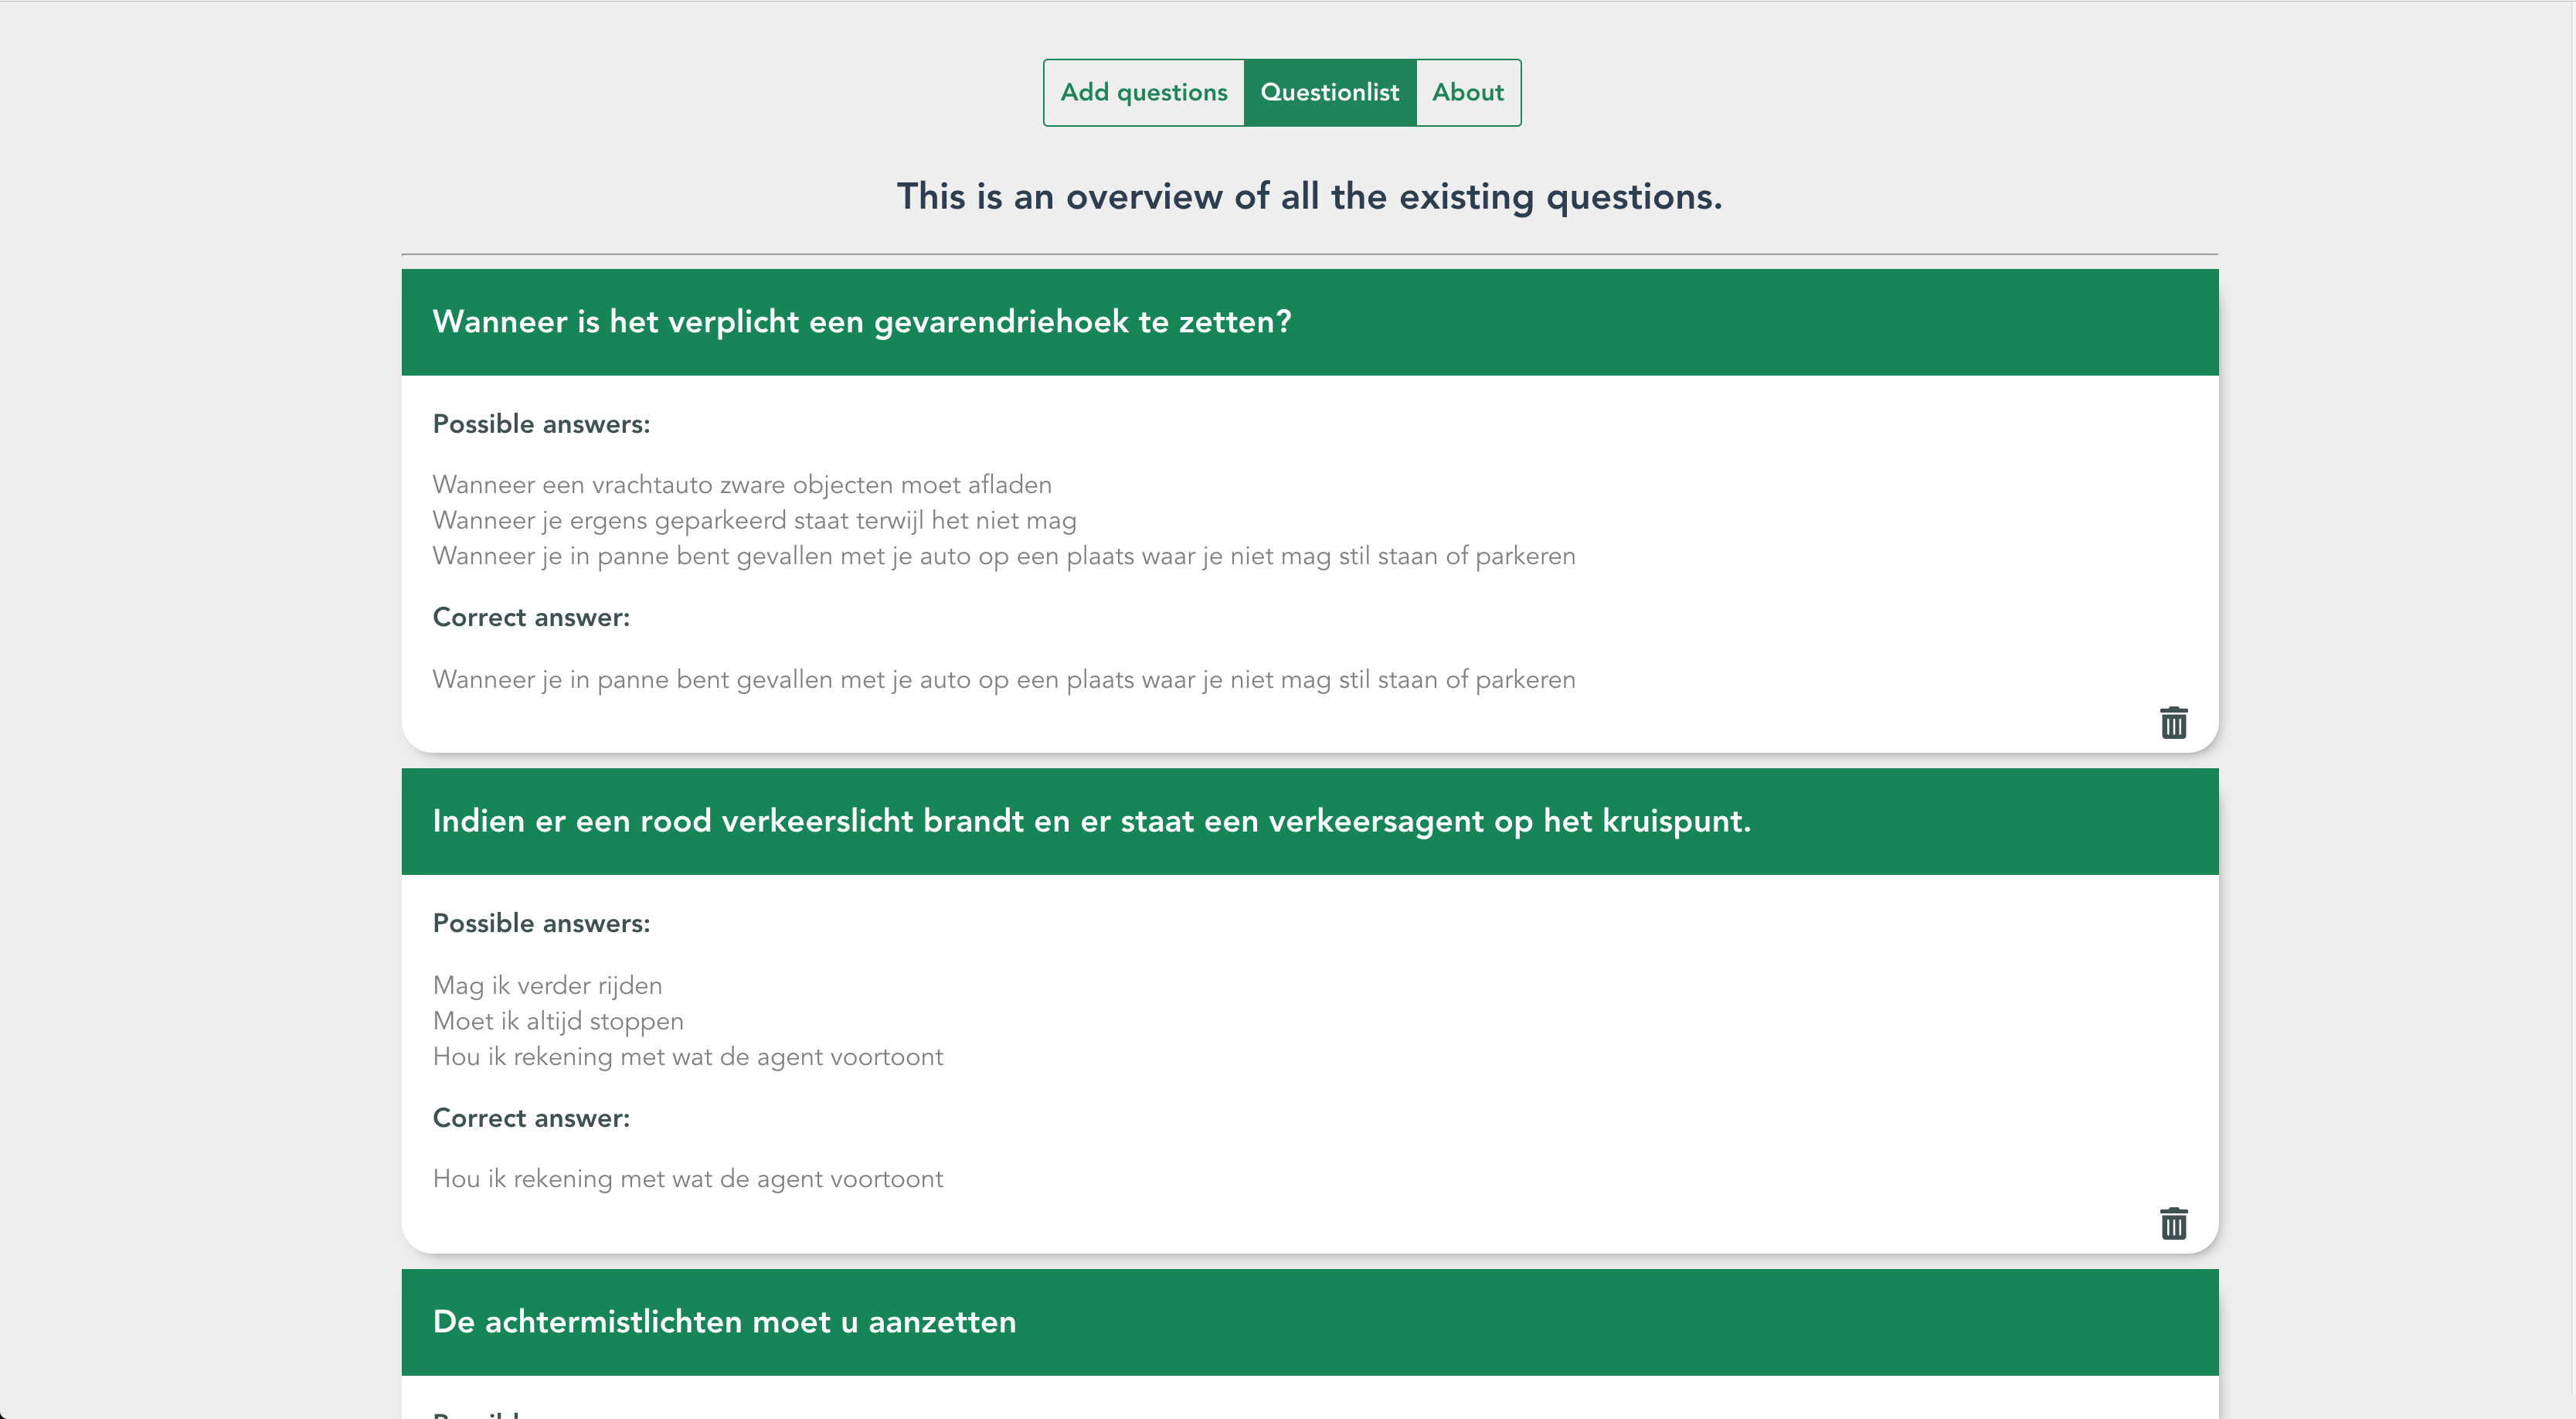 Add questions Questionlist About
This is an overview of all the existing questions.
Wanneer is het verplicht een gevarendriehoek te zetten?
Possible answers:
Wanneer een vrachtauto zware objecten moet afladen
Wanneer je ergens geparkeerd staat terwijl het niet mag
Wanneer je in panne bent gevallen met je auto op een plaats waar je niet mag stil staan of parkeren
Correct answer:
Wanneer je in panne bent gevallen met je auto op een plaats waar je niet mag stil staan of parkeren
Indien er een rood verkeerslicht brandt en er staat een verkeersagent op het kruispunt.
Possible answers:
Mag ik verder rijden
Moet ik altijd stoppen
Hou ik rekening met wat de agent voortoont
Correct answer:
Hou ik rekening met wat de agent voortoont
De achtermistlichten moet u aanzetten